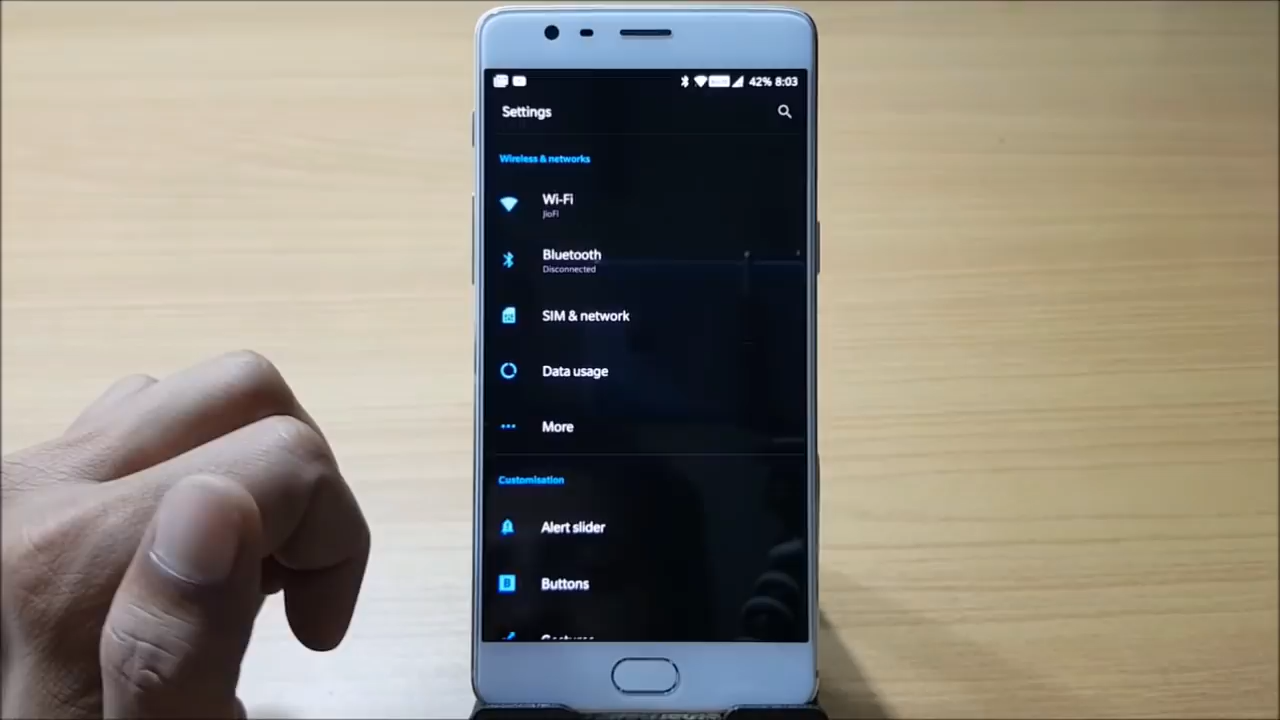 42% 8:03
Settings
Wireless & networks
Wi-Fi
JioFi
Bluetooth
Disconnected
SIM & network
Data usage
More
Customisation
Alert slider
B Buttons
Gestures